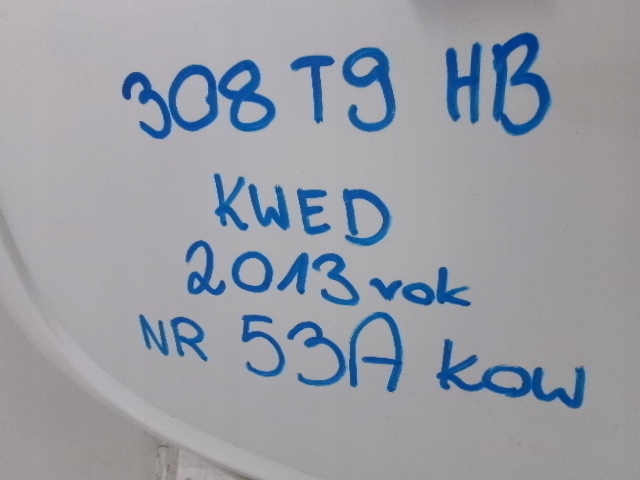 308 T9 HB
KWED
2013 rok
NR 53A KOW